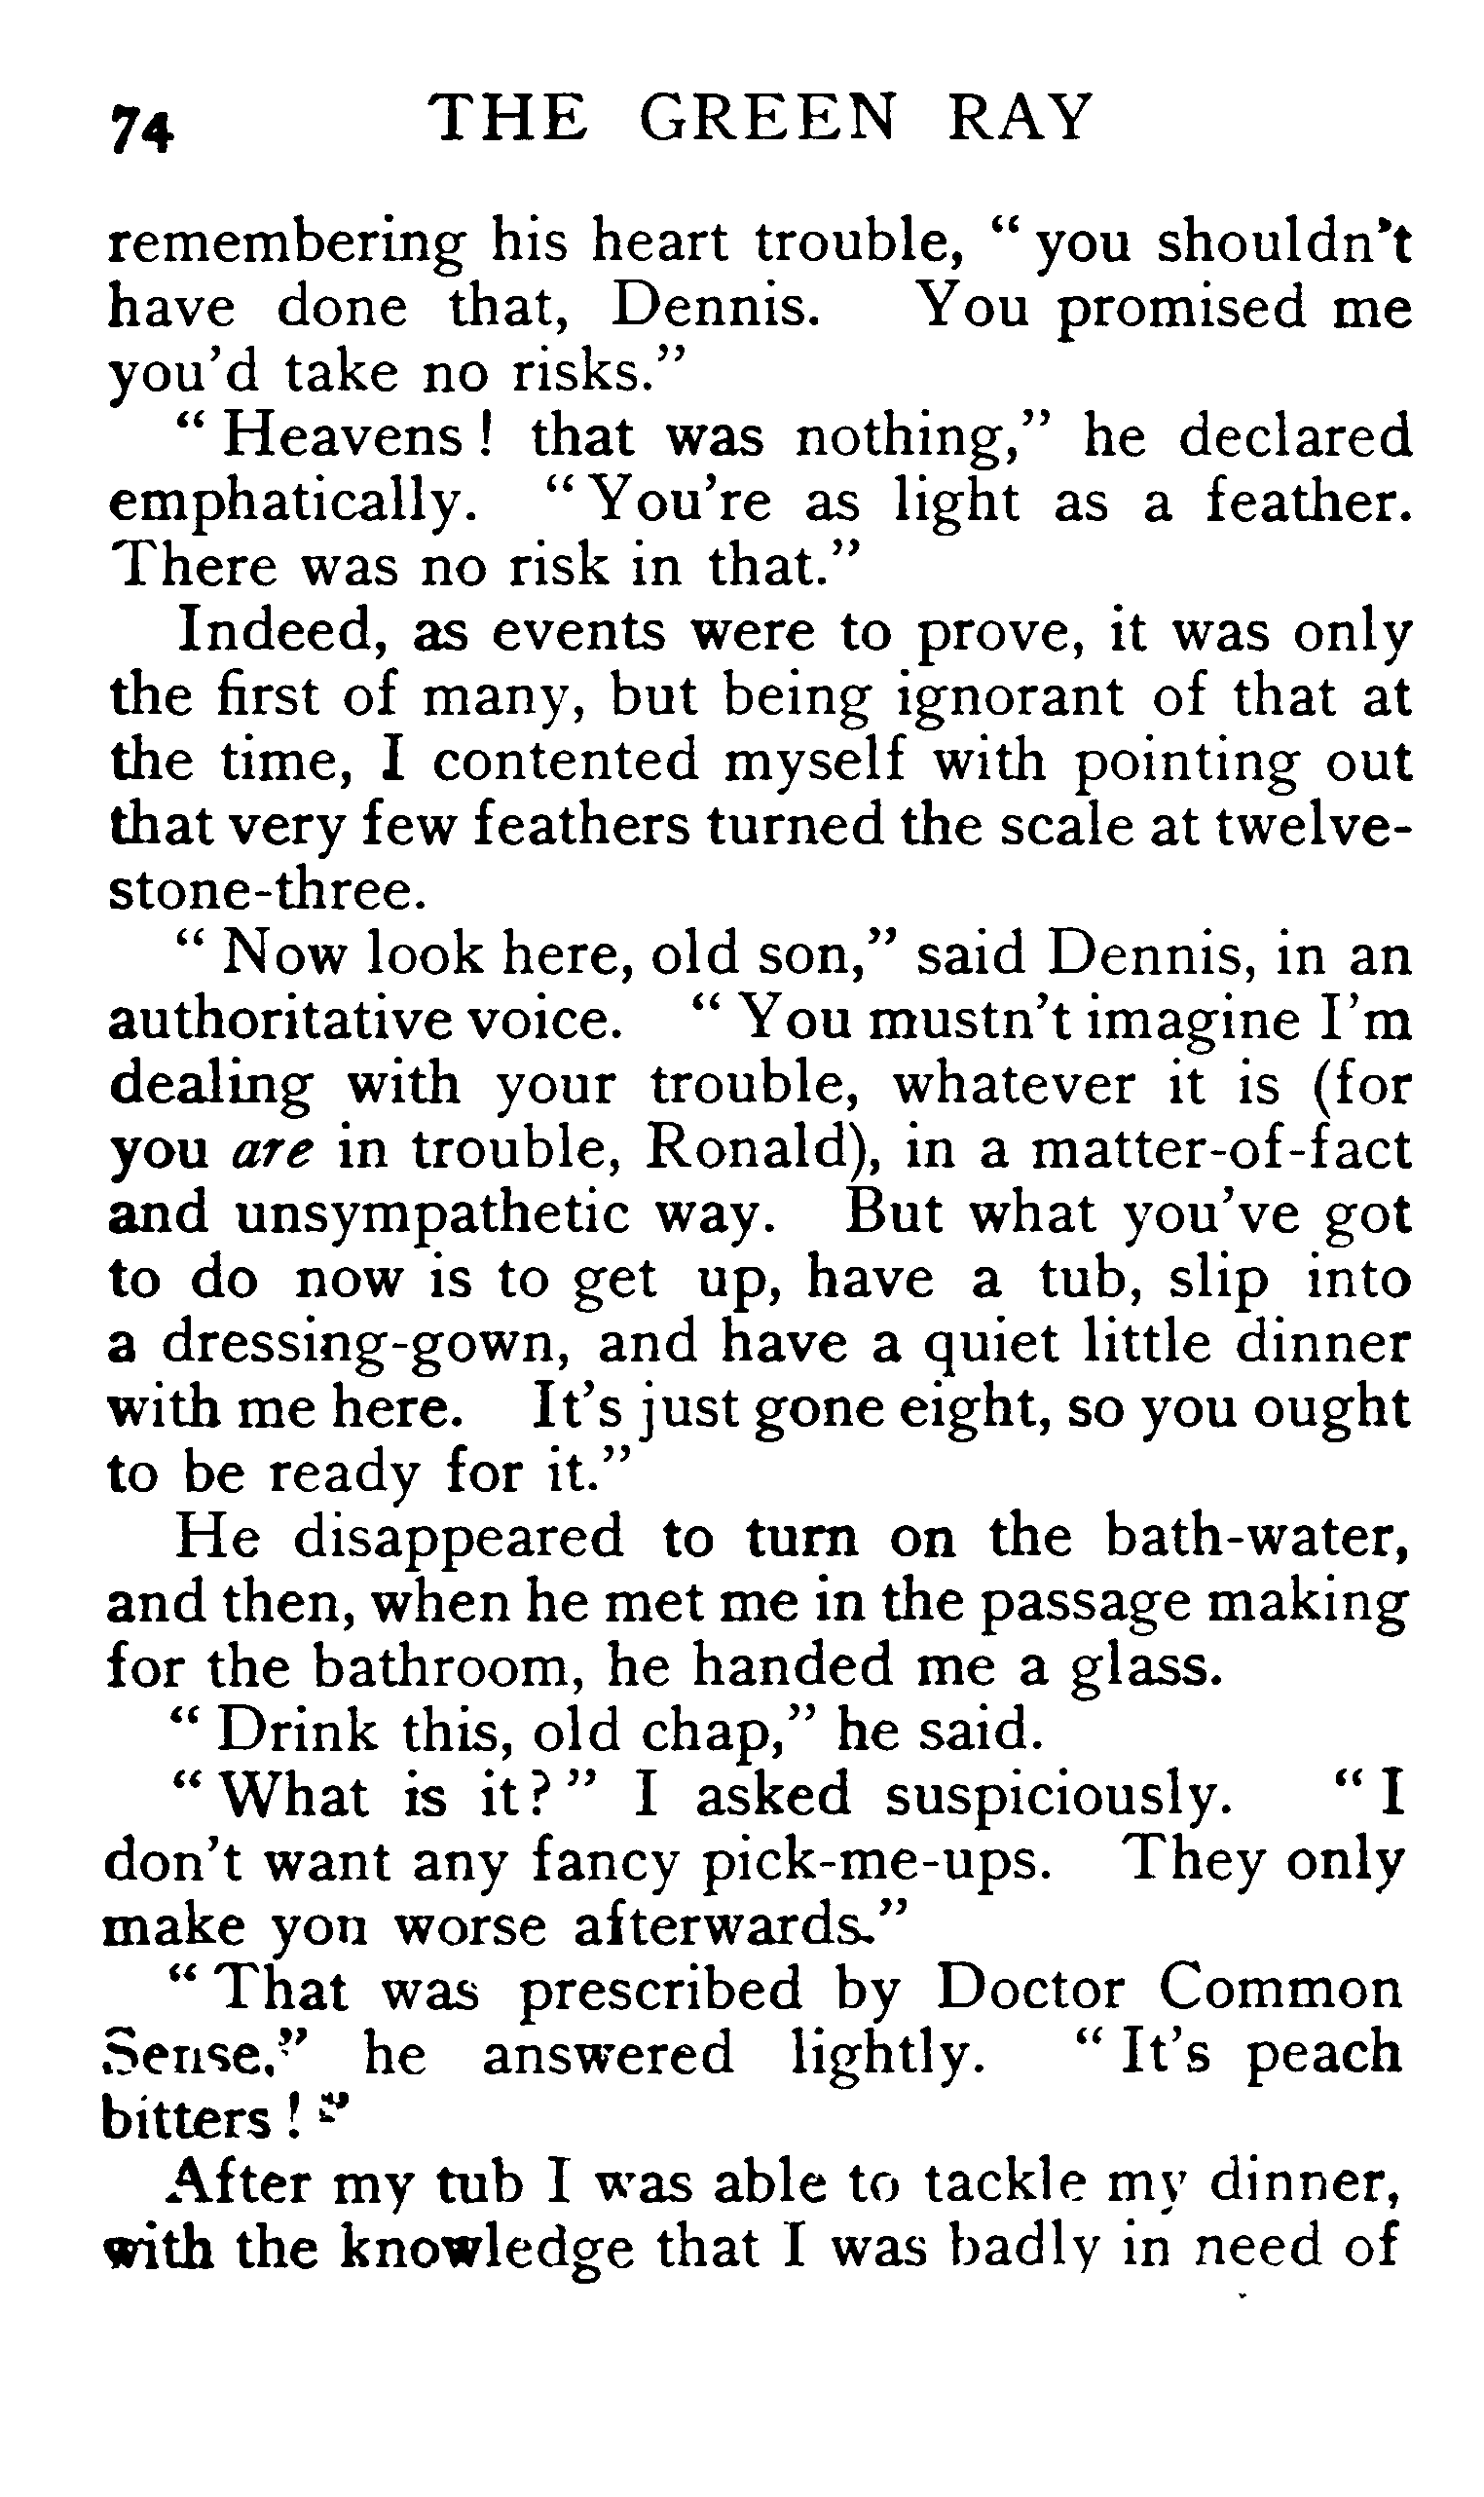 74 THE GREEN RAY
remembering his heart trouble, “ you shouldn’t
have done that, Dennis. You promised me
you’d take no risks.”
“ Heavens ! that was nothing,” he declared
emphatically. “ You’re as light as a feather.
There was no risk in that.”
Indeed, as events were to prove, it was only
the first of many, but being ignorant of that at
the time, I contented myself with pointing out
that very few feathers turned the scale at twelve-
stone-three.
“ Now look here, old son,” said Dennis, in an
authoritative voice. “ You mustn’t imagine I’m
dealing with your trouble, whatever it is (for
you are in trouble, Ronald), in a matter-of-fact
and unsympathetic way. But what you’ve got
to do now is to get up, have a tub, slip into
a dressing-gown, and have a quiet little dinner
with me here. It’s just gone eight, so you ought
to be ready for it.”
He disappeared to turn on the bath-water,
and then, when he met me in the passage making
for the bathroom, he handed me a glass.
“ Drink this, old chap,” he said.
“ What is it ? ” I asked suspiciously. “ I
don’t want any fancy pick-me-ups. They only
make yon worse afterwards.”
“ That was prescribed by Doctor Common
Sense,” he answered lightly. “ It’s peach
bitters ! ”
After my tub I was able to tackle my dinner,
with the knowledge that I was badly in need of